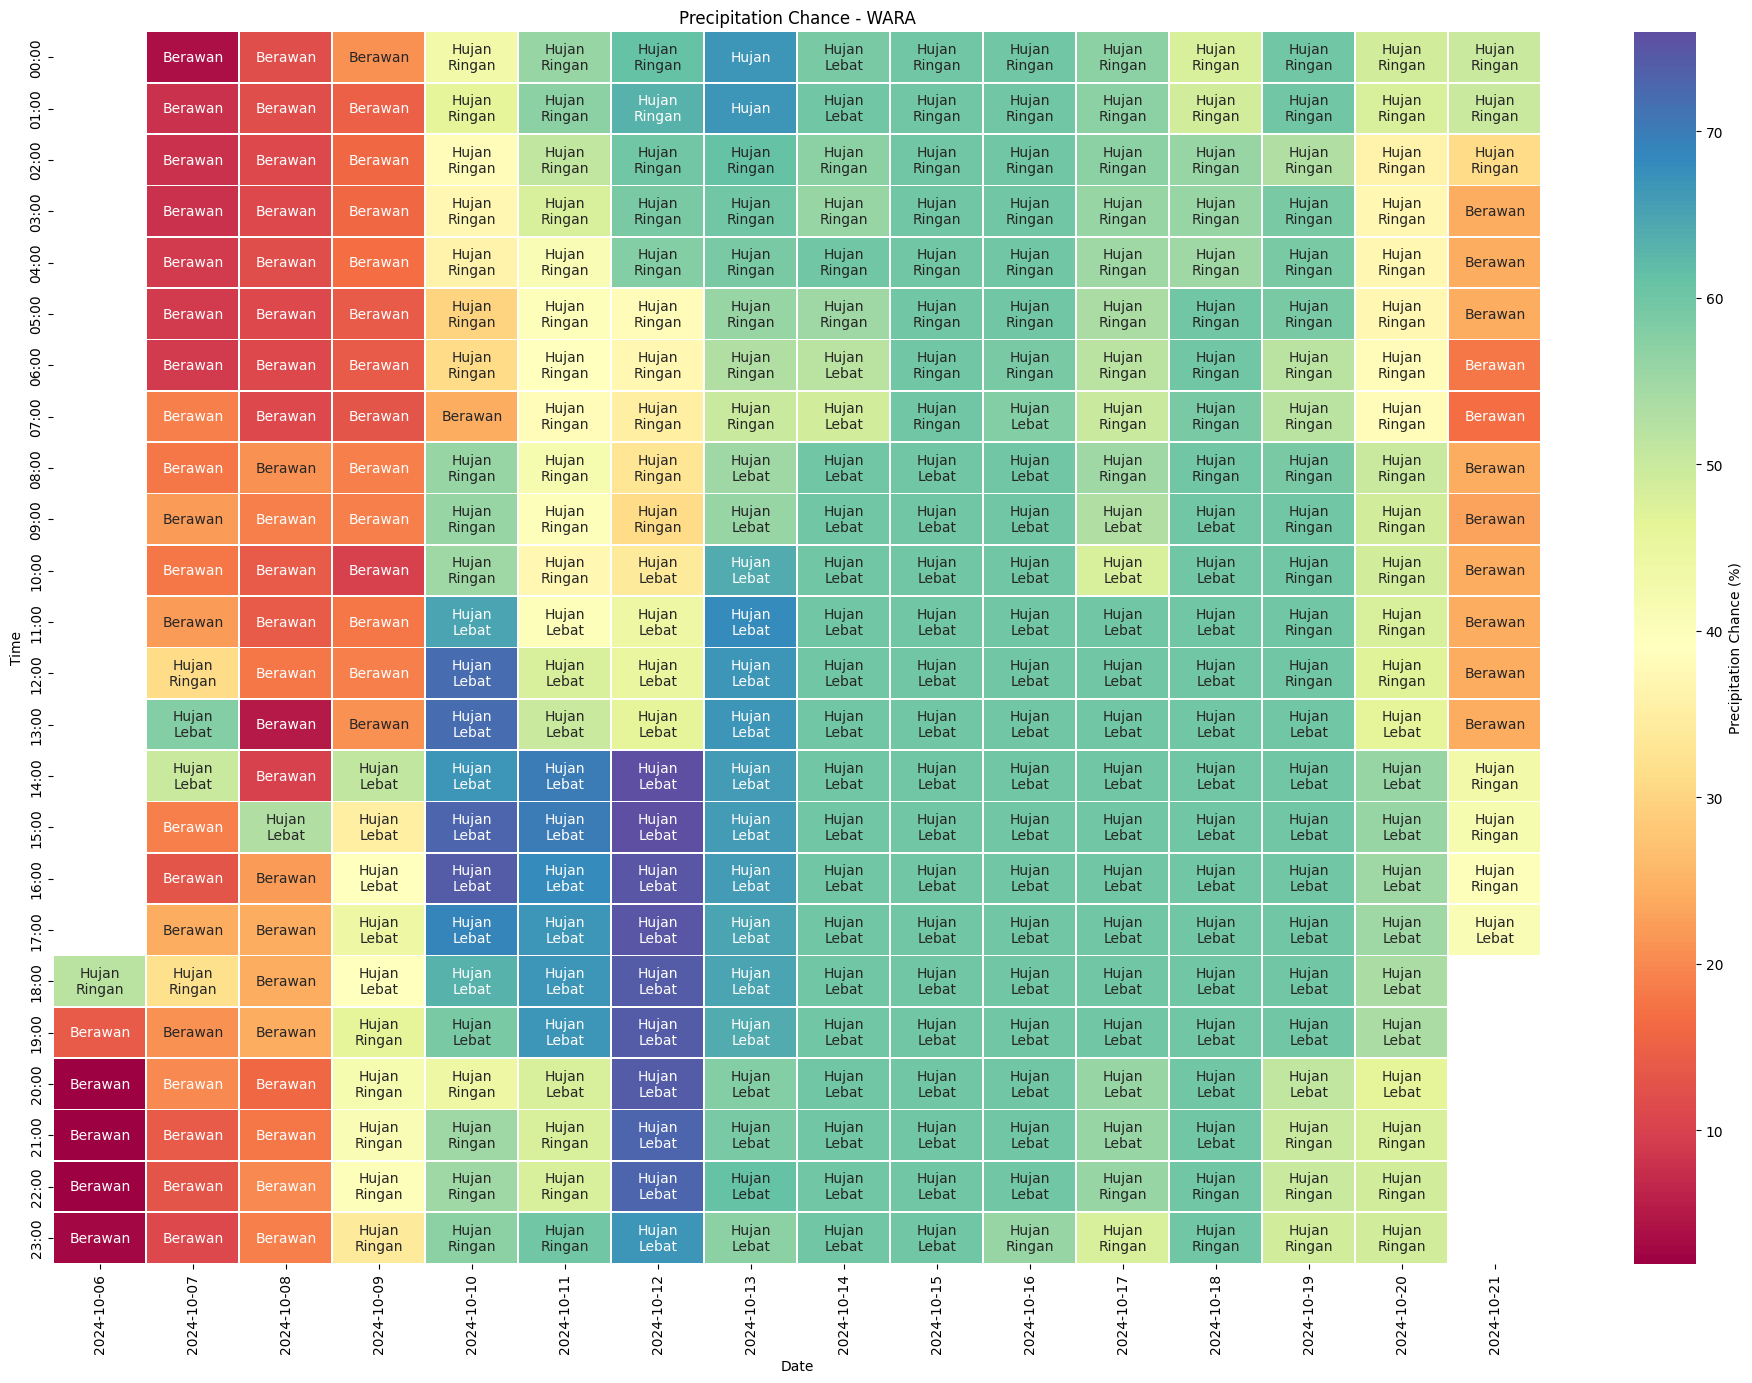 Precipitation Chance - WARA
00:00 Berawan Berawan Berawan Hujan Ringan Hujan Ringan Hujan Ringan Hujan Hujan Lebat Hujan Ringan Hujan Ringan Hujan Ringan Hujan Ringan Hujan Ringan Hujan Ringan Hujan Ringan
01:00 Berawan Berawan Berawan Hujan Ringan Hujan Ringan Hujan Ringan Hujan Hujan Lebat Hujan Ringan Hujan Ringan Hujan Ringan Hujan Ringan Hujan Ringan Hujan Ringan Hujan Ringan
02:00 Berawan Berawan Berawan Hujan Ringan Hujan Ringan Hujan Ringan Hujan Ringan Hujan Ringan Hujan Ringan Hujan Ringan Hujan Ringan Hujan Ringan Hujan Ringan Hujan Ringan Hujan Ringan
03:00 Berawan Berawan Berawan Hujan Ringan Hujan Ringan Hujan Ringan Hujan Ringan Hujan Ringan Hujan Ringan Hujan Ringan Hujan Ringan Hujan Ringan Hujan Ringan Hujan Ringan Berawan
04:00 Berawan Berawan Berawan Hujan Ringan Hujan Ringan Hujan Ringan Hujan Ringan Hujan Ringan Hujan Ringan Hujan Ringan Hujan Ringan Hujan Ringan Hujan Ringan Hujan Ringan Berawan
05:00 Berawan Berawan Berawan Hujan Ringan Hujan Ringan Hujan Ringan Hujan Ringan Hujan Ringan Hujan Ringan Hujan Ringan Hujan Ringan Hujan Ringan Hujan Ringan Hujan Ringan Berawan
06:00 Berawan Berawan Berawan Hujan Ringan Hujan Ringan Hujan Ringan Hujan Ringan Hujan Lebat Hujan Ringan Hujan Ringan Hujan Ringan Hujan Ringan Hujan Ringan Hujan Ringan Berawan
07:00 Berawan Berawan Berawan Berawan Hujan Ringan Hujan Ringan Hujan Ringan Hujan Lebat Hujan Ringan Hujan Lebat Hujan Ringan Hujan Ringan Hujan Ringan Hujan Ringan Berawan
08:00 Berawan Berawan Berawan Hujan Ringan Hujan Ringan Hujan Ringan Hujan Lebat Hujan Lebat Hujan Lebat Hujan Lebat Hujan Ringan Hujan Ringan Hujan Ringan Hujan Ringan Berawan
09:00 Berawan Berawan Berawan Hujan Ringan Hujan Ringan Hujan Ringan Hujan Lebat Hujan Lebat Hujan Lebat Hujan Lebat Hujan Lebat Hujan Lebat Hujan Ringan Hujan Ringan Berawan
10:00 Berawan Berawan Berawan Hujan Ringan Hujan Ringan Hujan Lebat Hujan Lebat Hujan Lebat Hujan Lebat Hujan Lebat Hujan Lebat Hujan Lebat Hujan Ringan Hujan Ringan Berawan
11:00 Berawan Berawan Berawan Hujan Lebat Hujan Lebat Hujan Lebat Hujan Lebat Hujan Lebat Hujan Lebat Hujan Lebat Hujan Lebat Hujan Lebat Hujan Ringan Hujan Ringan Berawan
12:00 Hujan Ringan Berawan Berawan Hujan Lebat Hujan Lebat Hujan Lebat Hujan Lebat Hujan Lebat Hujan Lebat Hujan Lebat Hujan Lebat Hujan Lebat Hujan Ringan Hujan Ringan Berawan
13:00 Hujan Lebat Berawan Berawan Hujan Lebat Hujan Lebat Hujan Lebat Hujan Lebat Hujan Lebat Hujan Lebat Hujan Lebat Hujan Lebat Hujan Lebat Hujan Lebat Hujan Lebat Berawan
14:00 Hujan Lebat Berawan Hujan Lebat Hujan Lebat Hujan Lebat Hujan Lebat Hujan Lebat Hujan Lebat Hujan Lebat Hujan Lebat Hujan Lebat Hujan Lebat Hujan Lebat Hujan Lebat Hujan Ringan
15:00 Berawan Hujan Lebat Hujan Lebat Hujan Lebat Hujan Lebat Hujan Lebat Hujan Lebat Hujan Lebat Hujan Lebat Hujan Lebat Hujan Lebat Hujan Lebat Hujan Lebat Hujan Lebat Hujan Ringan
16:00 Berawan Berawan Hujan Lebat Hujan Lebat Hujan Lebat Hujan Lebat Hujan Lebat Hujan Lebat Hujan Lebat Hujan Lebat Hujan Lebat Hujan Lebat Hujan Lebat Hujan Lebat Hujan Ringan
17:00 Berawan Berawan Hujan Lebat Hujan Lebat Hujan Lebat Hujan Lebat Hujan Lebat Hujan Lebat Hujan Lebat Hujan Lebat Hujan Lebat Hujan Lebat Hujan Lebat Hujan Lebat Hujan Lebat
18:00 Hujan Ringan Hujan Ringan Berawan Hujan Lebat Hujan Lebat Hujan Lebat Hujan Lebat Hujan Lebat Hujan Lebat Hujan Lebat Hujan Lebat Hujan Lebat Hujan Lebat Hujan Lebat Hujan Lebat
19:00 Berawan Berawan Berawan Hujan Ringan Hujan Lebat Hujan Lebat Hujan Lebat Hujan Lebat Hujan Lebat Hujan Lebat Hujan Lebat Hujan Lebat Hujan Lebat Hujan Lebat Hujan Lebat
20:00 Berawan Berawan Berawan Hujan Ringan Hujan Ringan Hujan Lebat Hujan Lebat Hujan Lebat Hujan Lebat Hujan Lebat Hujan Lebat Hujan Lebat Hujan Lebat Hujan Lebat Hujan Lebat
21:00 Berawan Berawan Berawan Hujan Ringan Hujan Ringan Hujan Ringan Hujan Lebat Hujan Lebat Hujan Lebat Hujan Lebat Hujan Lebat Hujan Lebat Hujan Lebat Hujan Ringan Hujan Ringan
22:00 Berawan Berawan Berawan Hujan Ringan Hujan Ringan Hujan Ringan Hujan Lebat Hujan Lebat Hujan Lebat Hujan Lebat Hujan Lebat Hujan Ringan Hujan Ringan Hujan Ringan Hujan Ringan
23:00 Berawan Berawan Berawan Hujan Ringan Hujan Ringan Hujan Ringan Hujan Lebat Hujan Lebat Hujan Lebat Hujan Lebat Hujan Ringan Hujan Ringan Hujan Ringan Hujan Ringan Hujan Ringan
Time
2024-10-06 2024-10-07 2024-10-08 2024-10-09 2024-10-10 2024-10-11 2024-10-12 2024-10-13 2024-10-14 2024-10-15 2024-10-16 2024-10-17 2024-10-18 2024-10-19 2024-10-20 2024-10-21
Date
70
60
50
40
30
20
10
Precipitation Chance (%)